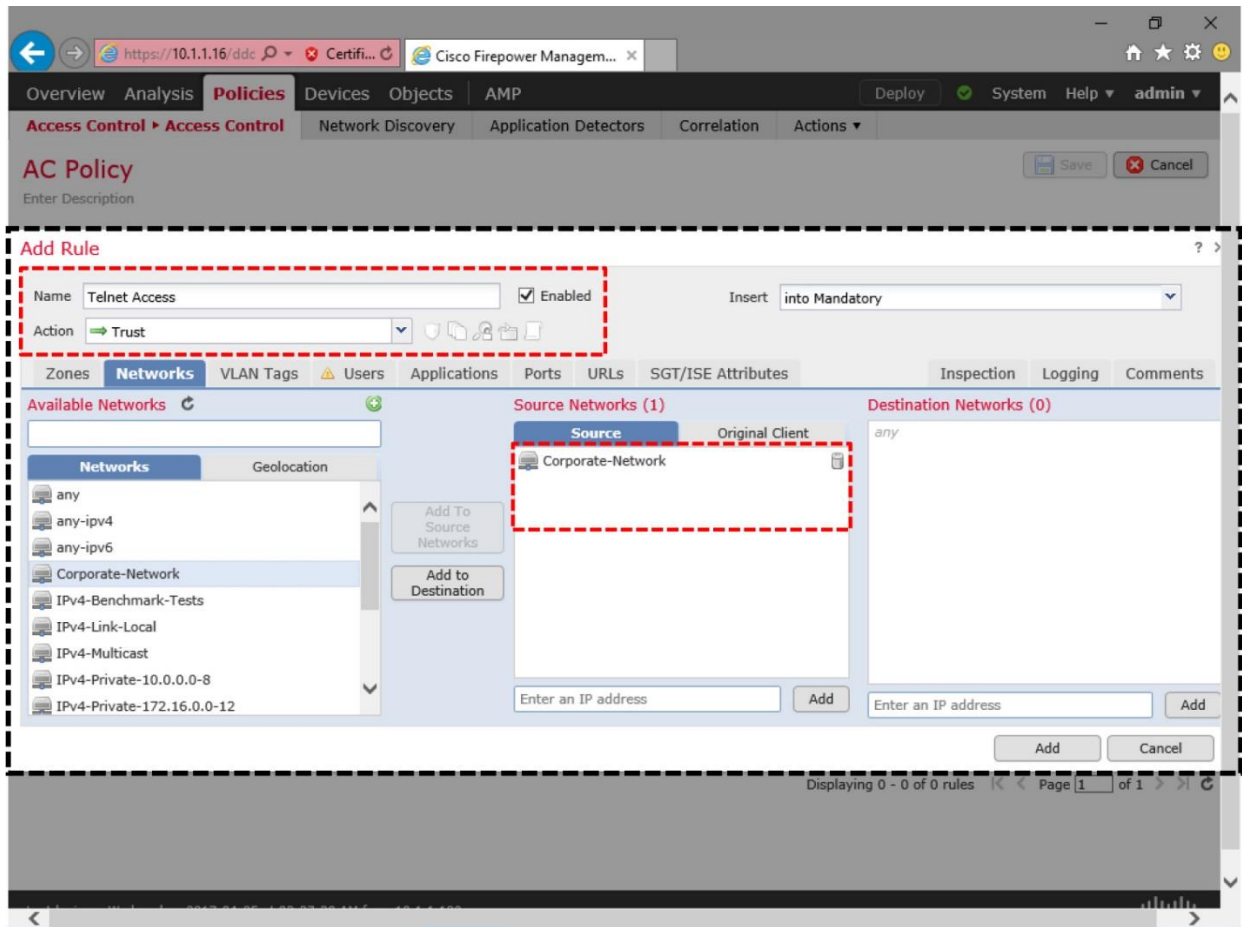 https://10.1.1.16/ddc
Certifi...
Cisco Firepower Managem...
Overview Analysis Policies Devices Objects AMP
Deploy System Help admin
Access Control ▸ Access Control Network Discovery Application Detectors Correlation Actions
AC Policy
Save Cancel
Enter Description
Add Rule
?
Name Telnet Access Enabled Insert into Mandatory
Action Trust
Zones Networks VLAN Tags Users Applications Ports URLs SGT/ISE Attributes Inspection Logging Comments
Available Networks
Networks Geolocation
any
any-ipv4
any-ipv6
Corporate-Network
IPv4-Benchmark-Tests
IPv4-Link-Local
IPv4-Multicast
IPv4-Private-10.0.0.0-8
IPv4-Private-172.16.0.0-12
Add To
Source
Networks
Add to
Destination
Source Networks (1)
Source Original Client
Corporate-Network
Enter an IP address Add
Destination Networks (0)
any
Enter an IP address Add
Add Cancel
Displaying 0 - 0 of 0 rules Page 1 of 1